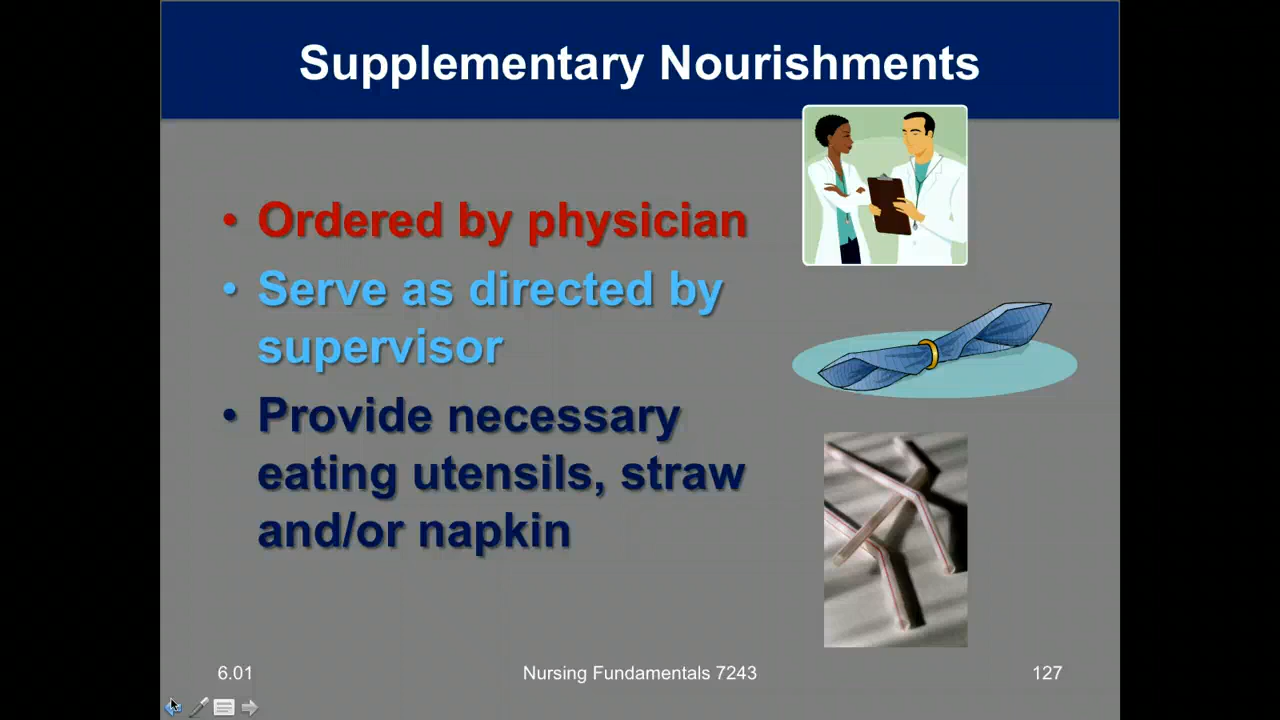 Supplementary Nourishments
• Ordered by physician
• Serve as directed by
supervisor
• Provide necessary
eating utensils, straw
and/or napkin
6.01 Nursing Fundamentals 7243 127